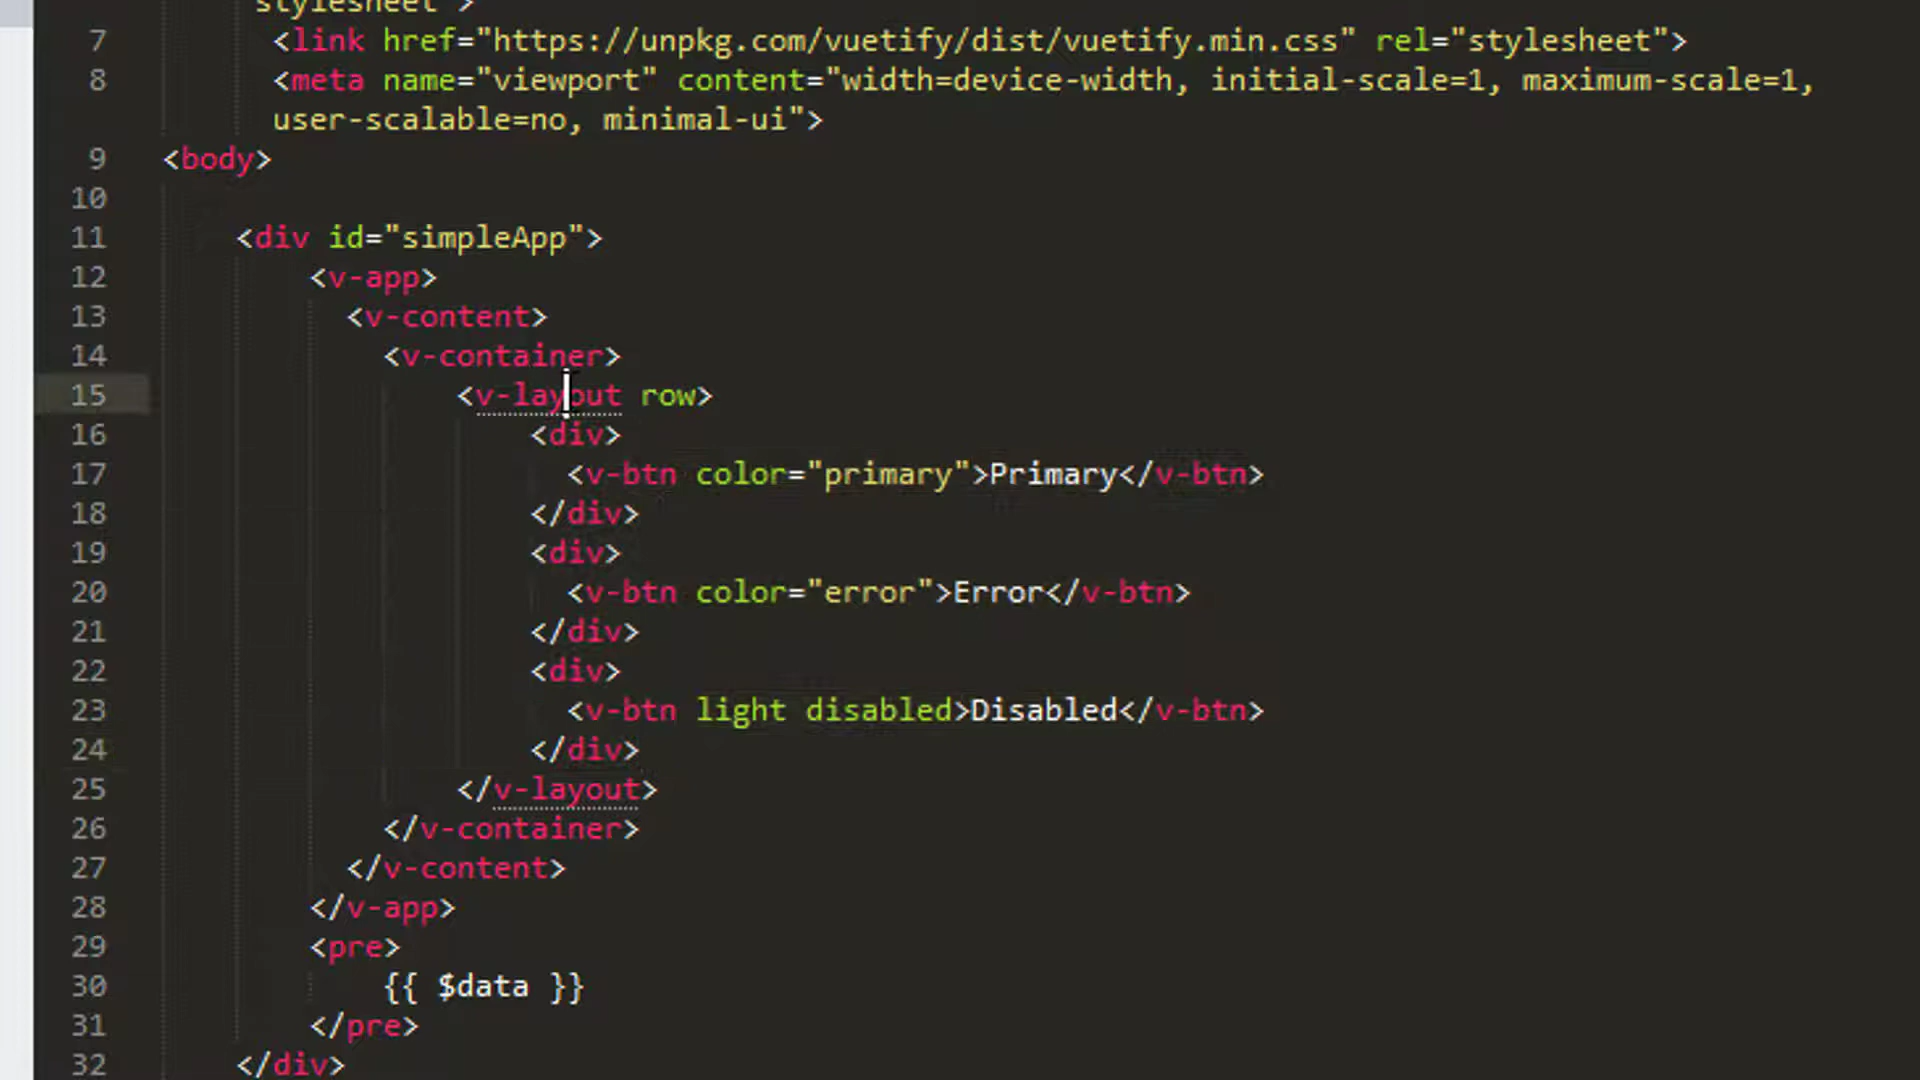 stylesheet">
7 <link href="https://unpkg.com/vuetify/dist/vuetify.min.css" rel="stylesheet">
8 <meta name="viewport" content="width=device-width, initial-scale=1, maximum-scale=1,
user-scalable=no, minimal-ui">
9 <body>
10
11 <div id="simpleApp">
12 <v-app>
13 <v-content>
14 <v-container>
15 <v-layout row>
16 <div>
17 <v-btn color="primary">Primary</v-btn>
18 </div>
19 <div>
20 <v-btn color="error">Error</v-btn>
21 </div>
22 <div>
23 <v-btn light disabled>Disabled</v-btn>
24 </div>
25 </v-layout>
26 </v-container>
27 </v-content>
28 </v-app>
29 <pre>
30 {{ $data }}
31 </pre>
32 </div>